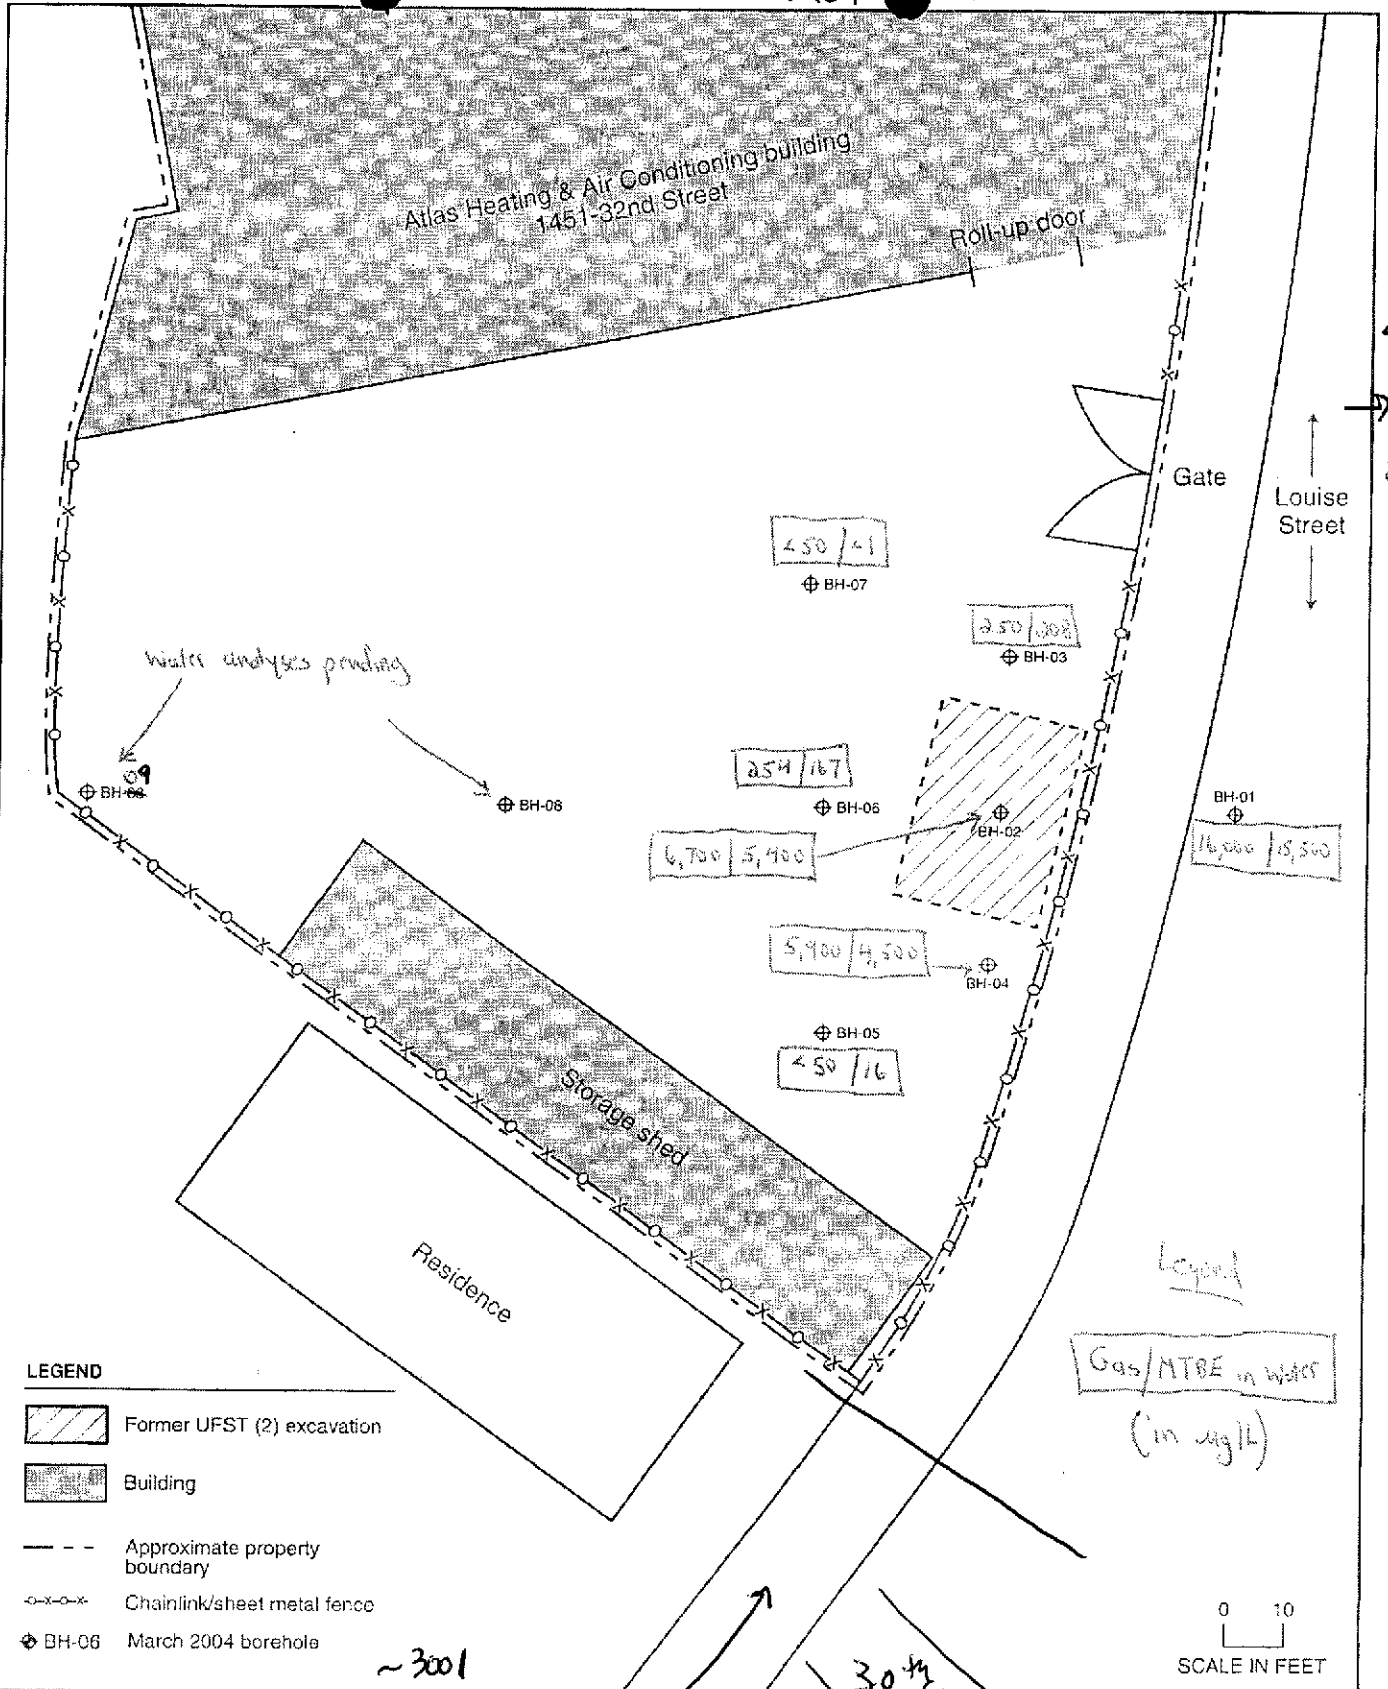 Atlas Heating & Air Conditioning building
1451-32nd Street
Roll-up door
Gate
Louise
Street
<50 / <1
BH-07
BH-03
Water analyses pending
09
BH-08
254 / 167
BH-06
BH-02
6,700 / 5,400
BH-01
16,000 / 15,500
5,900 / 4,500
BH-04
BH-05
<50 / 16
Storage shed
Residence
Legend
Gas/MTBE in Water
(in ug/L)
LEGEND
Former UFST (2) excavation
Building
Approximate property
boundary
Chainlink/sheet metal fence
BH-06 March 2004 borehole
~3001
30th
0 10
SCALE IN FEET